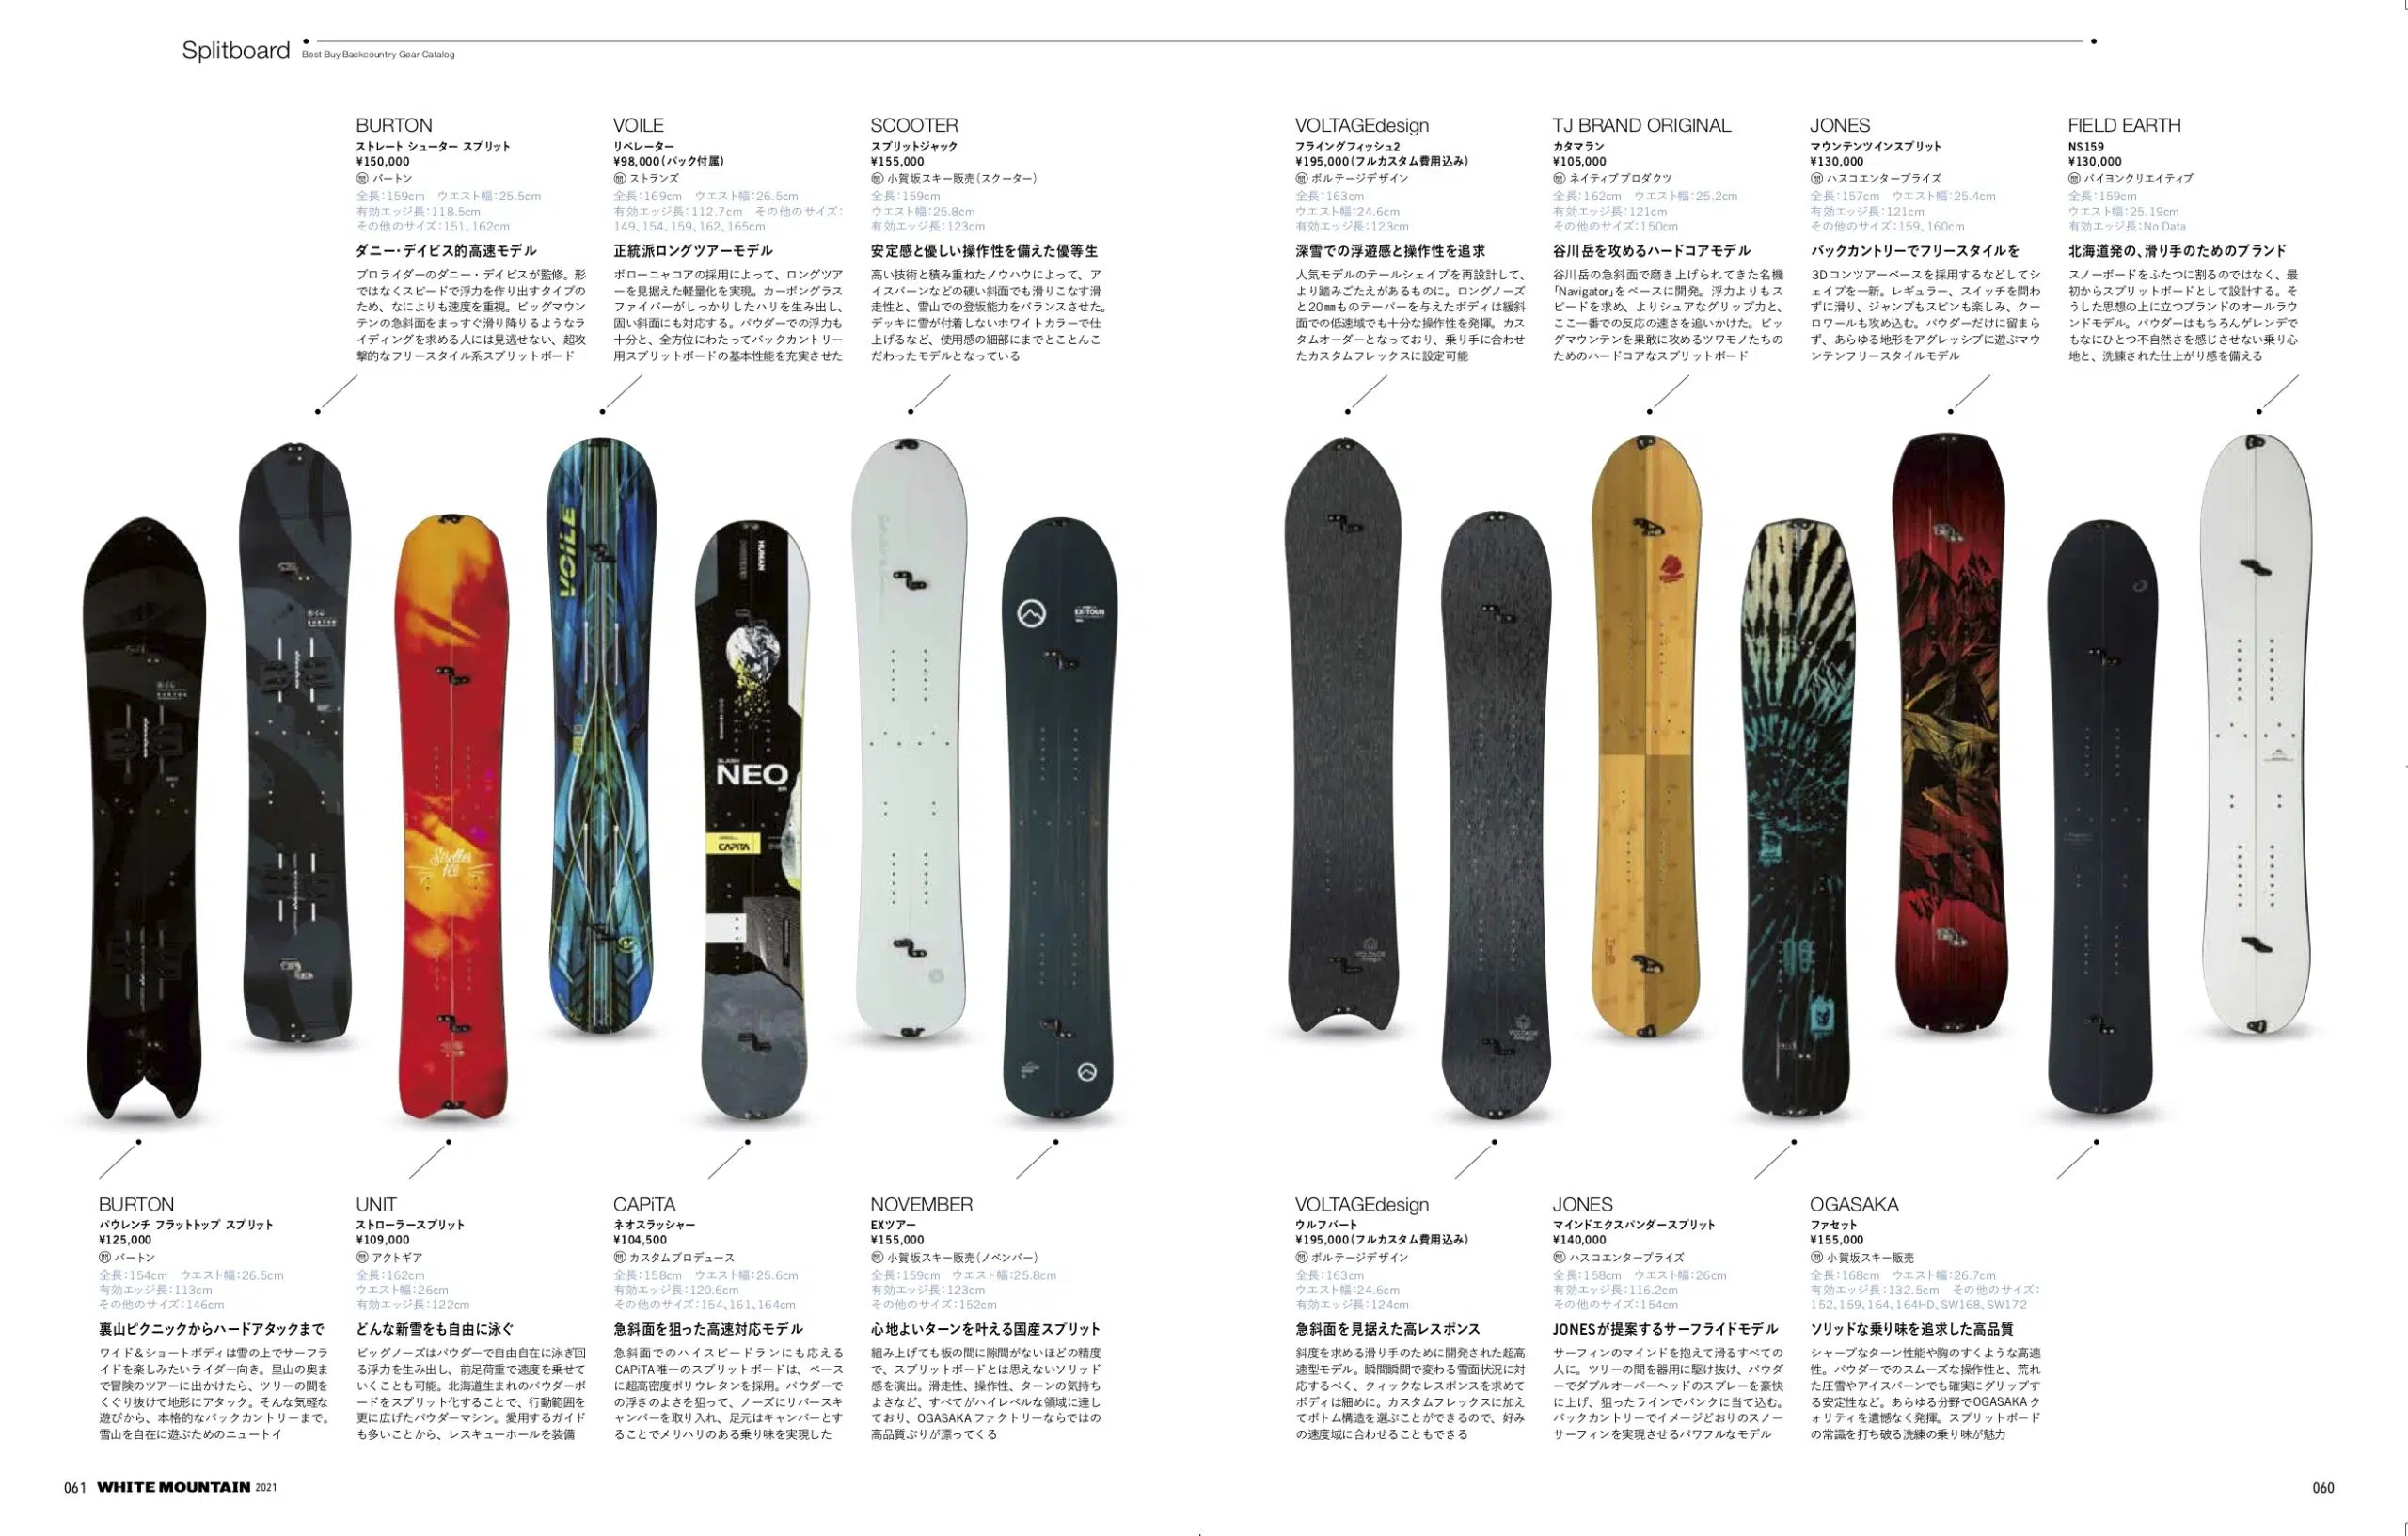 Splitboard
Best Buy Backcountry Gear Catalog
BURTON
ストレート シューター スプリット
¥150,000
㉄ バートン
全長：159cm　ウエスト幅：25.5cm
有効エッジ長：118.5cm
その他のサイズ：151、162cm
ダニー・デイビス的高速モデル
プロライダーのダニー・デイビスが監修。形
ではなくスピードで浮力を作り出すタイプの
ため、なによりも速度を重視。ビッグマウン
テンの急斜面をまっすぐ滑り降りるようなラ
イディングを求める人には見逃せない、超攻
撃的なフリースタイル系スプリットボード
VOILE
リベレーター
¥98,000（パック付属）
㉄ ストランズ
全長：169cm　ウエスト幅：26.5cm
有効エッジ長：112.7cm　その他のサイズ：
149、154、159、162、165cm
正統派ロングツアーモデル
ポローニャコアの採用によって、ロングツア
ーを見据えた軽量化を実現。カーボングラス
ファイバーがしっかりしたハリを生み出し、
固い斜面にも対応する。パウダーでの浮力も
十分と、全方位にわたってバックカントリー
用スプリットボードの基本性能を充実させた
SCOOTER
スプリットジャック
¥155,000
㉄ 小賀坂スキー販売（スクーター）
全長：159cm
ウエスト幅：25.8cm
有効エッジ長：123cm
安定感と優しい操作性を備えた優等生
高い技術と積み重ねたノウハウによって、ア
イスバーンなどの硬い斜面でも滑りこなす滑
走性と、雪山での登坂能力をバランスさせた。
デッキに雪が付着しないホワイトカラーで仕
上げるなど、使用感の細部にまでとことんこ
だわったモデルとなっている
VOLTAGEdesign
フライングフィッシュ2
¥195,000（フルカスタム費用込み）
㉄ ボルテージデザイン
全長：163cm
ウエスト幅：24.6cm
有効エッジ長：123cm
深雪での浮遊感と操作性を追求
人気モデルのテールシェイプを再設計して、
より踏みごたえがあるものに。ロングノーズ
と20㎜ものテーパーを与えたボディは緩斜
面での低速域でも十分な操作性を発揮。カス
タムオーダーとなっており、乗り手に合わせ
たカスタムフレックスに設定可能
TJ BRAND ORIGINAL
カタマラン
¥105,000
㉄ ネイティブプロダクツ
全長：162cm　ウエスト幅：25.2cm
有効エッジ長：121cm
その他のサイズ：150cm
谷川岳を攻めるハードコアモデル
谷川岳の急斜面で磨き上げられてきた名機
「Navigator」をベースに開発。浮力よりもス
ピードを求め、よりシュアなグリップ力と、
ここ一番での反応の速さを追いかけた。ビッ
グマウンテンを果敢に攻めるツワモノたちの
ためのハードコアなスプリットボード
JONES
マウンテンツインスプリット
¥130,000
㉄ ハスコエンタープライズ
全長：157cm　ウエスト幅：25.4cm
有効エッジ長：121cm
その他のサイズ：159、160cm
バックカントリーでフリースタイルを
3Dコンツアーベースを採用するなどしてシ
ェイプを一新。レギュラー、スイッチを問わ
ずに滑り、ジャンプもスピンも楽しみ、クー
ロワールも攻め込む。パウダーだけに留まら
ず、あらゆる地形をアグレッシブに遊ぶマウ
ンテンフリースタイルモデル
FIELD EARTH
NS159
¥130,000
㉄ バイヨンクリエイティブ
全長：159cm
ウエスト幅：25.19cm
有効エッジ長：No Data
北海道発の、滑り手のためのブランド
スノーボードをふたつに割るのではなく、最
初からスプリットボードとして設計する。そ
うした思想の上に立つブランドのオールラウ
ンドモデル。パウダーはもちろんゲレンデで
もなにひとつ不自然さを感じさせない乗り心
地と、洗練された仕上がり感を備える
BURTON
VOILE
HUMAN
NEO
CAPiTA
EX-TOUR
BURTON
Stroller
VOLTAGE
design
VOLTAGE
design
BURTON
パウレンチ フラットトップ スプリット
¥125,000
㉄ バートン
全長：154cm　ウエスト幅：26.5cm
有効エッジ長：113cm
その他のサイズ：146cm
裏山ピクニックからハードアタックまで
ワイド＆ショートボディは雪の上でサーフラ
イドを楽しみたいライダー向き。里山の奥ま
で冒険のツアーに出かけたら、ツリーの間を
くぐり抜けて地形にアタック。そんな気軽な
遊びから、本格的なバックカントリーまで。
雪山を自在に遊ぶためのニュートイ
UNIT
ストローラースプリット
¥109,000
㉄ アクトギア
全長：162cm
ウエスト幅：26cm
有効エッジ長：122cm
どんな新雪をも自由に泳ぐ
ビッグノーズはパウダーで自由自在に泳ぎ回
る浮力を生み出し、前足荷重で速度を乗せて
いくことも可能。北海道生まれのパウダーボ
ードをスプリット化することで、行動範囲を
更に広げたパウダーマシン。愛用するガイド
も多いことから、レスキューホールを装備
CAPiTA
ネオスラッシャー
¥104,500
㉄ カスタムプロデュース
全長：158cm　ウエスト幅：25.6cm
有効エッジ長：120.6cm
その他のサイズ：154、161、164cm
急斜面を狙った高速対応モデル
急斜面でのハイスピードランにも応える
CAPiTA唯一のスプリットボードは、ベース
に超高密度ポリウレタンを採用。パウダーで
の浮きのよさを狙って、ノーズにリバースキ
ャンバーを取り入れ、足元はキャンバーとす
ることでメリハリのある乗り味を実現した
NOVEMBER
EXツアー
¥155,000
㉄ 小賀坂スキー販売（ノベンバー）
全長：159cm　ウエスト幅：25.8cm
有効エッジ長：123cm
その他のサイズ：152cm
心地よいターンを叶える国産スプリット
組み上げても板の間に隙間がないほどの精度
で、スプリットボードとは思えないソリッド
感を演出。滑走性、操作性、ターンの気持ち
よさなど、すべてがハイレベルな領域に達し
ており、OGASAKAファクトリーならではの
高品質ぶりが漂ってくる
VOLTAGEdesign
ウルフバート
¥195,000（フルカスタム費用込み）
㉄ ボルテージデザイン
全長：163cm
ウエスト幅：24.6cm
有効エッジ長：124cm
急斜面を見据えた高レスポンス
斜度を求める滑り手のために開発された超高
速型モデル。瞬間瞬間で変わる雪面状況に対
応するべく、クィックなレスポンスを求めて
ボディは細めに。カスタムフレックスに加え
てボトム構造を選ぶことができるので、好み
の速度域に合わせることもできる
JONES
マインドエクスパンダースプリット
¥140,000
㉄ ハスコエンタープライズ
全長：158cm　ウエスト幅：26cm
有効エッジ長：116.2cm
その他のサイズ：154cm
JONESが提案するサーフライドモデル
サーフィンのマインドを抱えて滑るすべての
人に。ツリーの間を器用に駆け抜け、パウダ
ーでダブルオーバーヘッドのスプレーを豪快
に上げ、狙ったラインでバンクに当て込む。
バックカントリーでイメージどおりのスノー
サーフィンを実現させるパワフルなモデル
OGASAKA
ファセット
¥155,000
㉄ 小賀坂スキー販売
全長：168cm　ウエスト幅：26.7cm
有効エッジ長：132.5cm　その他のサイズ：
152、159、164、164HD、SW168、SW172
ソリッドな乗り味を追求した高品質
シャープなターン性能や胸のすくような高速
性。パウダーでのスムーズな操作性と、荒れ
た圧雪やアイスバーンでも確実にグリップす
る安定性など。あらゆる分野でOGASAKAク
ォリティを遺憾なく発揮。スプリットボード
の常識を打ち破る洗練の乗り味が魅力
061 WHITE MOUNTAIN 2021
060